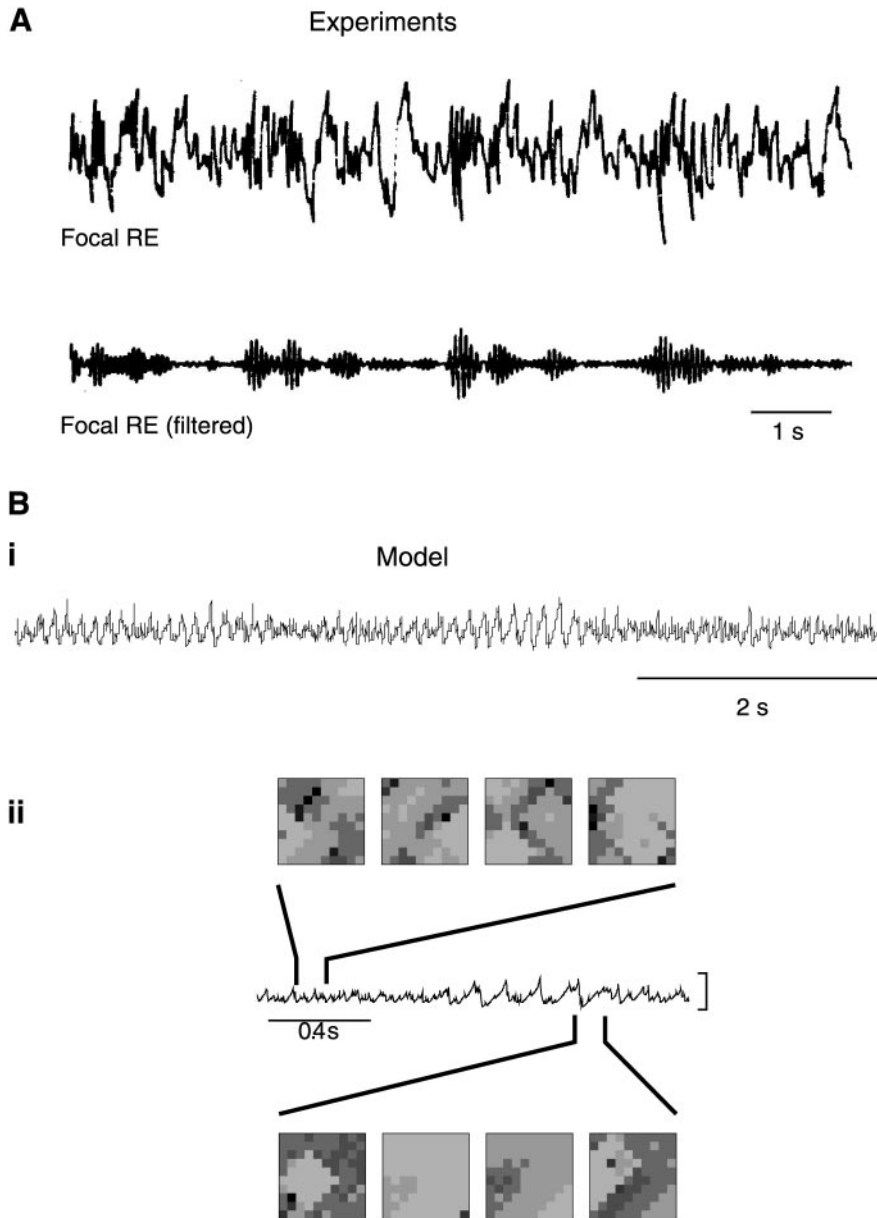 A
Experiments
Focal RE
Focal RE (filtered)
1 s
B
i
Model
2 s
ii
0.4s